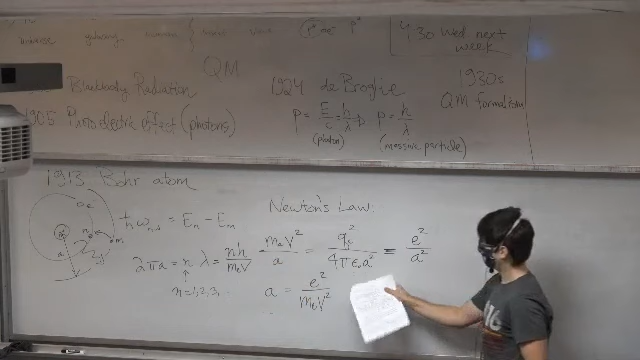 4:30 Wed next
week
QM
Blackbody Radiation
1924 de Broglie
1930s
QM formalism
1905 Photo electric effect (photons)
P = E/c = h/λ
(photon)
P = h/λ
(massive particle)
1913 Bohr atom
ħω = Eₙ - Eₘ
Newton's Law:
2πa = n λ = nh/mₑV
n=1,2,3,
mₑV²/a = qₑ²/4πε₀a² ≡ e²/a²
a = e²/mₑV²